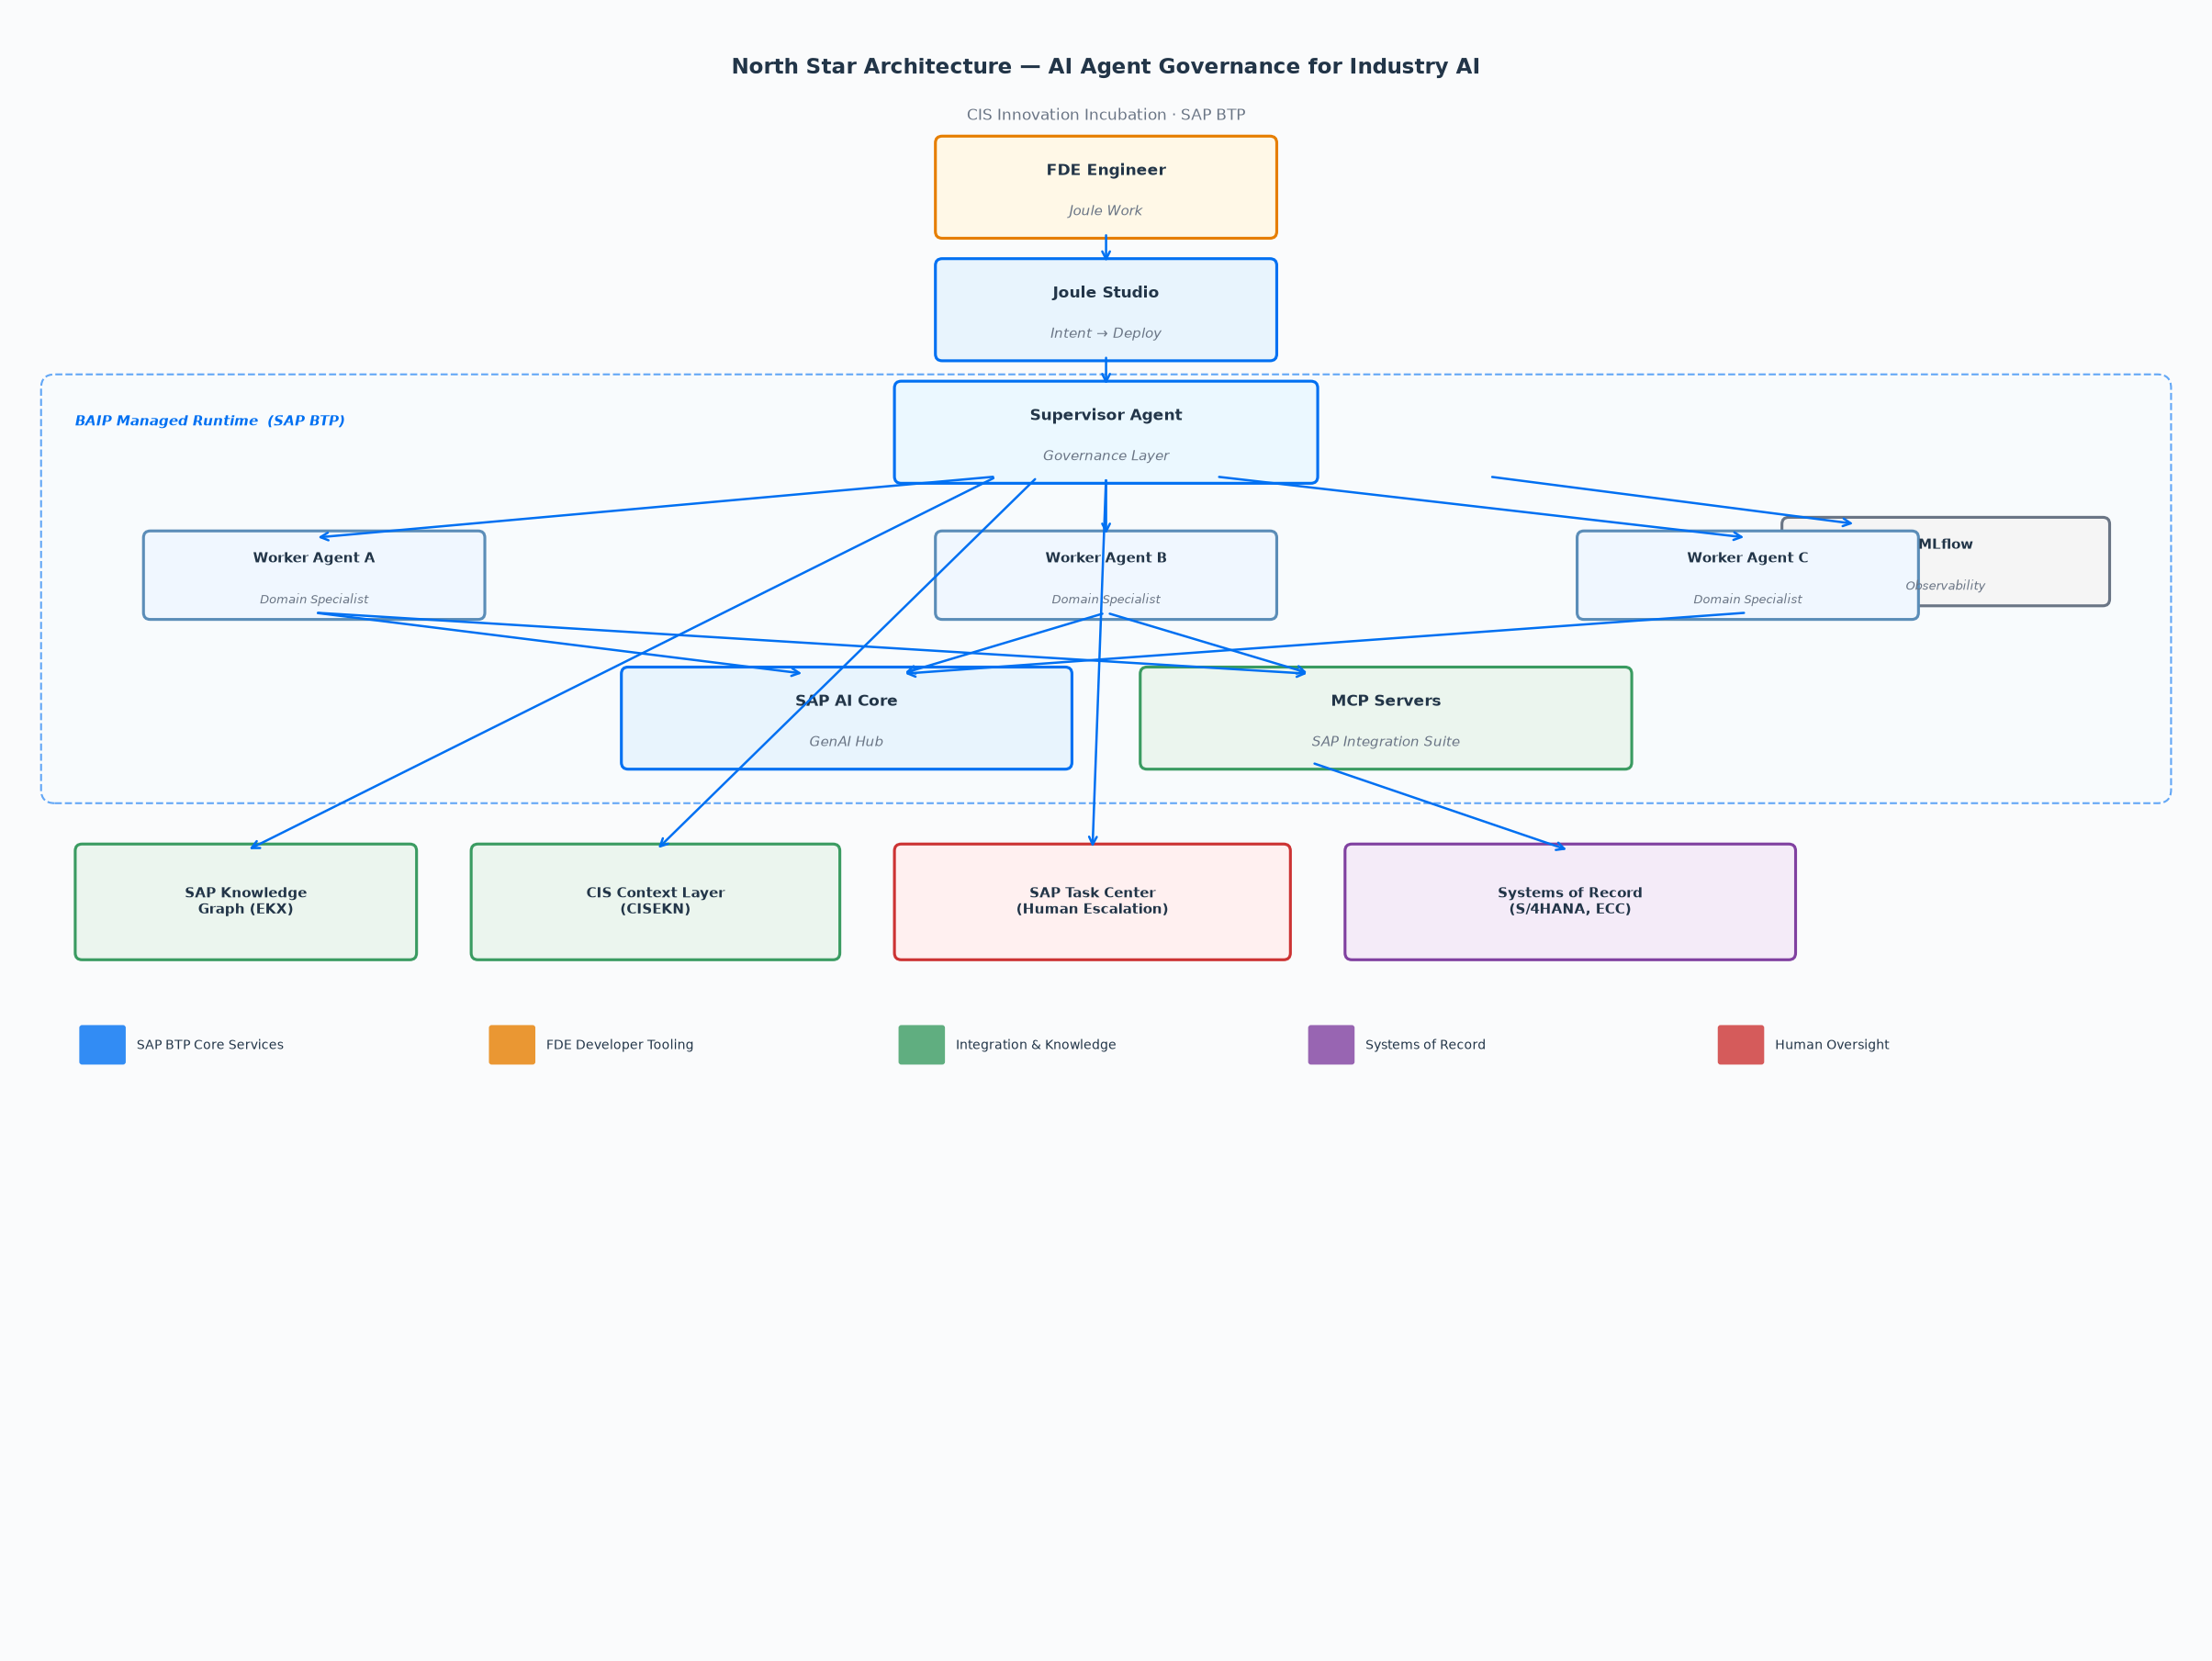 North Star Architecture — AI Agent Governance for Industry AI
CIS Innovation Incubation · SAP BTP
FDE Engineer
Joule Work
Joule Studio
Intent → Deploy
BAIP Managed Runtime (SAP BTP)
Supervisor Agent
Governance Layer
Worker Agent A
Domain Specialist
Worker Agent B
Domain Specialist
Worker Agent C
Domain Specialist
MLflow
Observability
SAP AI Core
GenAI Hub
MCP Servers
SAP Integration Suite
SAP Knowledge
Graph (EKX)
CIS Context Layer
(CISEKN)
SAP Task Center
(Human Escalation)
Systems of Record
(S/4HANA, ECC)
SAP BTP Core Services
FDE Developer Tooling
Integration & Knowledge
Systems of Record
Human Oversight